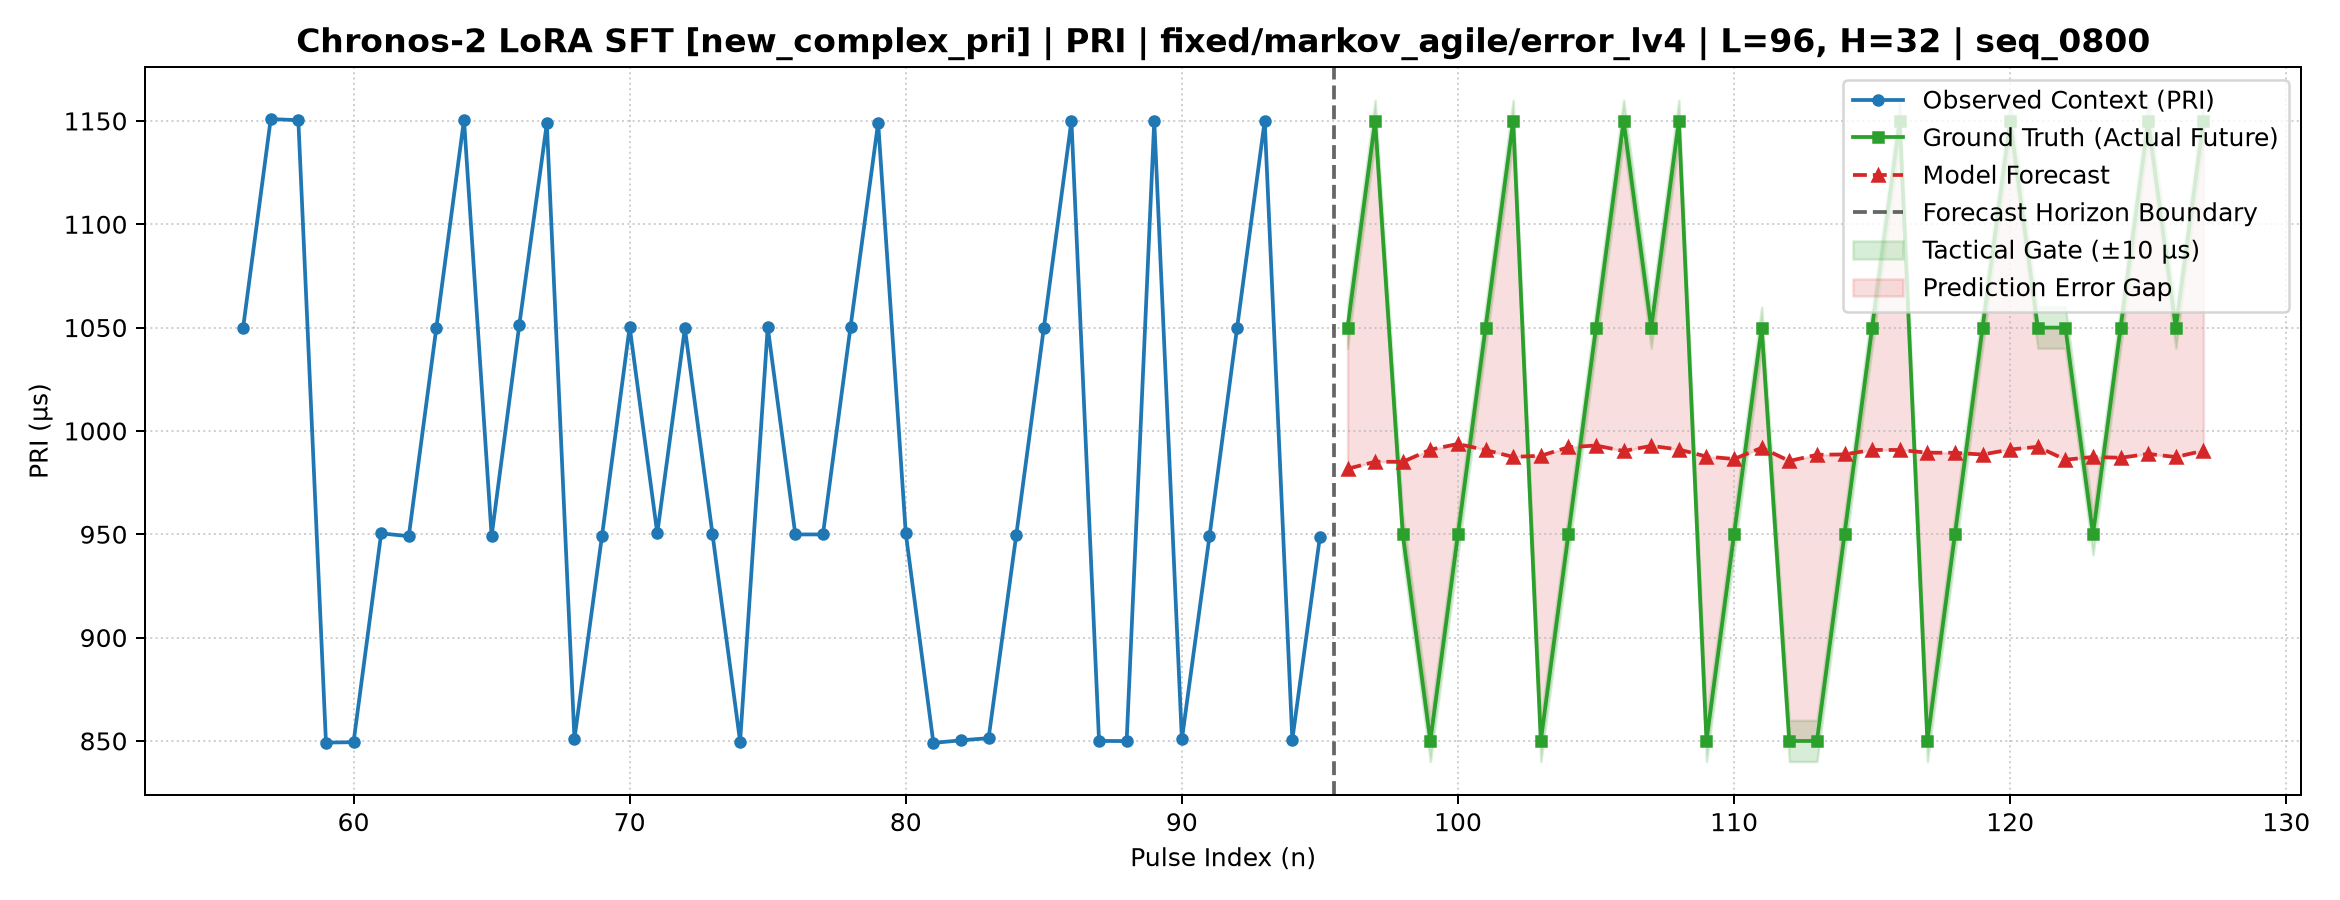 Chronos-2 LoRA SFT [new_complex_pri] | PRI | fixed/markov_agile/error_lv4 | L=96, H=32 | seq_0800
Observed Context (PRI)
Ground Truth (Actual Future)
Model Forecast
Forecast Horizon Boundary
Tactical Gate (±10 μs)
Prediction Error Gap
PRI (μs)
1150
1100
1050
1000
950
900
850
60 70 80 90 100 110 120 130
Pulse Index (n)